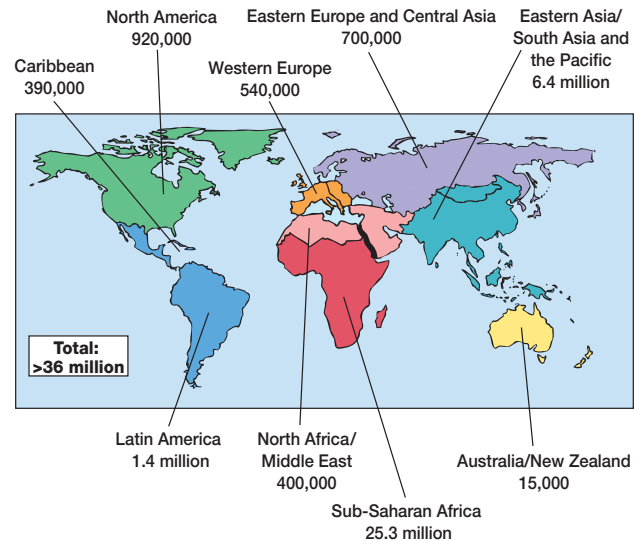 North America
920,000
Eastern Europe and Central Asia
700,000
Eastern Asia/
South Asia and
the Pacific
6.4 million
Caribbean
390,000
Western Europe
540,000
Total:
>36 million
Latin America
1.4 million
North Africa/
Middle East
400,000
Sub-Saharan Africa
25.3 million
Australia/New Zealand
15,000